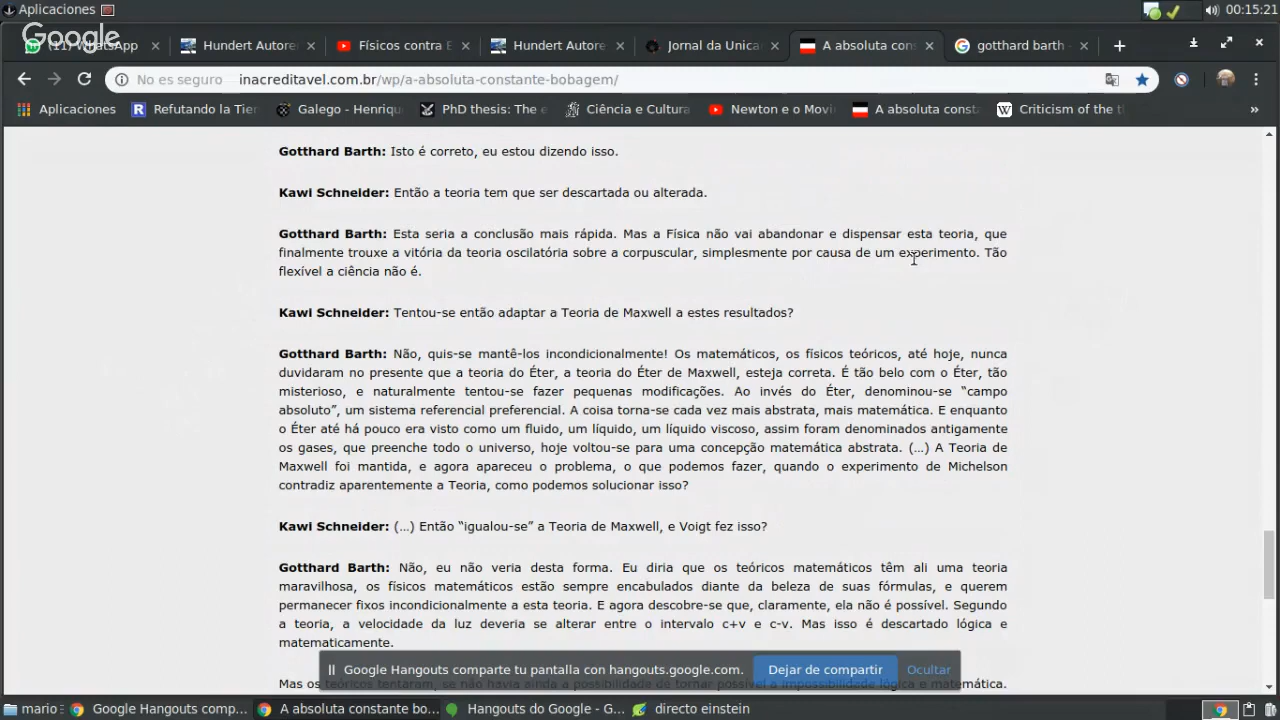 Aplicaciones
00:15:21
Google
(11) WhatsApp
Hundert Autore
Físicos contra E
Hundert Autore
Jornal da Unica
A absoluta cons
gotthard barth -
No es seguro
inacreditavel.com.br/wp/a-absoluta-constante-bobagem/
Aplicaciones
Refutando la Tier
Galego - Henriqu
PhD thesis: The e
Ciência e Cultura
Newton e o Movi
A absoluta const
Criticism of the t
»
Gotthard Barth: Isto é correto, eu estou dizendo isso.
Kawi Schneider: Então a teoria tem que ser descartada ou alterada.
Gotthard Barth: Esta seria a conclusão mais rápida. Mas a Física não vai abandonar e dispensar esta teoria, que
finalmente trouxe a vitória da teoria oscilatória sobre a corpuscular, simplesmente por causa de um experimento. Tão
flexível a ciência não é.
Kawi Schneider: Tentou-se então adaptar a Teoria de Maxwell a estes resultados?
Gotthard Barth: Não, quis-se mantê-los incondicionalmente! Os matemáticos, os físicos teóricos, até hoje, nunca
duvidaram no presente que a teoria do Éter, a teoria do Éter de Maxwell, esteja correta. É tão belo com o Éter, tão
misterioso, e naturalmente tentou-se fazer pequenas modificações. Ao invés do Éter, denominou-se “campo
absoluto”, um sistema referencial preferencial. A coisa torna-se cada vez mais abstrata, mais matemática. E enquanto
o Éter até há pouco era visto como um fluido, um líquido, um líquido viscoso, assim foram denominados antigamente
os gases, que preenche todo o universo, hoje voltou-se para uma concepção matemática abstrata. (…) A Teoria de
Maxwell foi mantida, e agora apareceu o problema, o que podemos fazer, quando o experimento de Michelson
contradiz aparentemente a Teoria, como podemos solucionar isso?
Kawi Schneider: (…) Então “igualou-se” a Teoria de Maxwell, e Voigt fez isso?
Gotthard Barth: Não, eu não veria desta forma. Eu diria que os teóricos matemáticos têm ali uma teoria
maravilhosa, os físicos matemáticos estão sempre encabulados diante da beleza de suas fórmulas, e querem
permanecer fixos incondicionalmente a esta teoria. E agora descobre-se que, claramente, ela não é possível. Segundo
a teoria, a velocidade da luz deveria se alterar entre o intervalo c+v e c-v. Mas isso é descartado lógica e
matematicamente.
Google Hangouts comparte tu pantalla con hangouts.google.com.
Dejar de compartir
Ocultar
Mas os teóricos tentaram, se não havia ainda a possibilidade de tornar possível a impossibilidade lógica e matemática.
mario
Google Hangouts comp...
A absoluta constante bo...
Hangouts do Google - G...
directo einstein